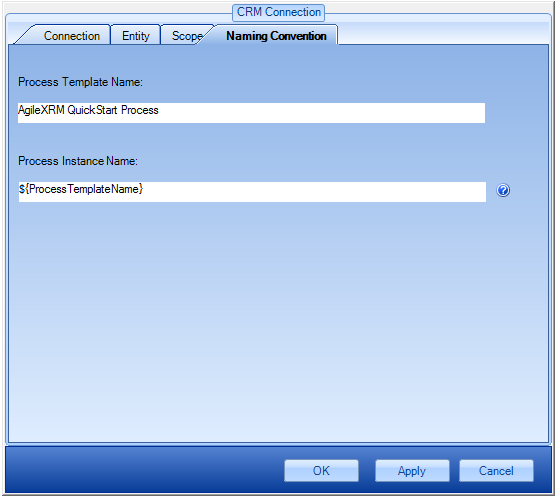 CRM Connection
Connection Entity Scope Naming Convention
Process Template Name:
AgileXRM QuickStart Process
Process Instance Name:
${ProcessTemplateName}
?
OK Apply Cancel